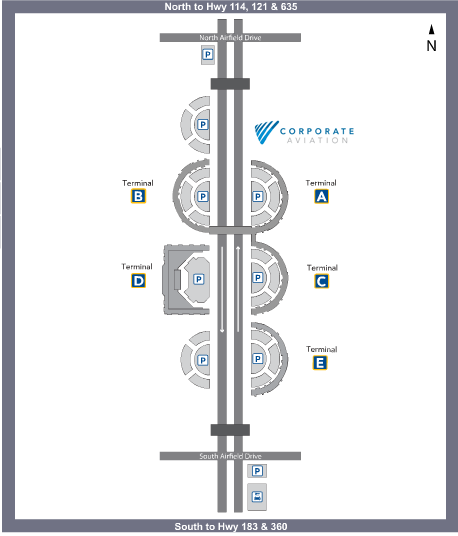 North to Hwy 114, 121 & 635
North Airfield Drive
N
P
P
CORPORATE
AVIATION
Terminal
B
P
P
Terminal
A
Terminal
D
P
P
Terminal
C
P
P
Terminal
E
South Airfield Drive
P
South to Hwy 183 & 360